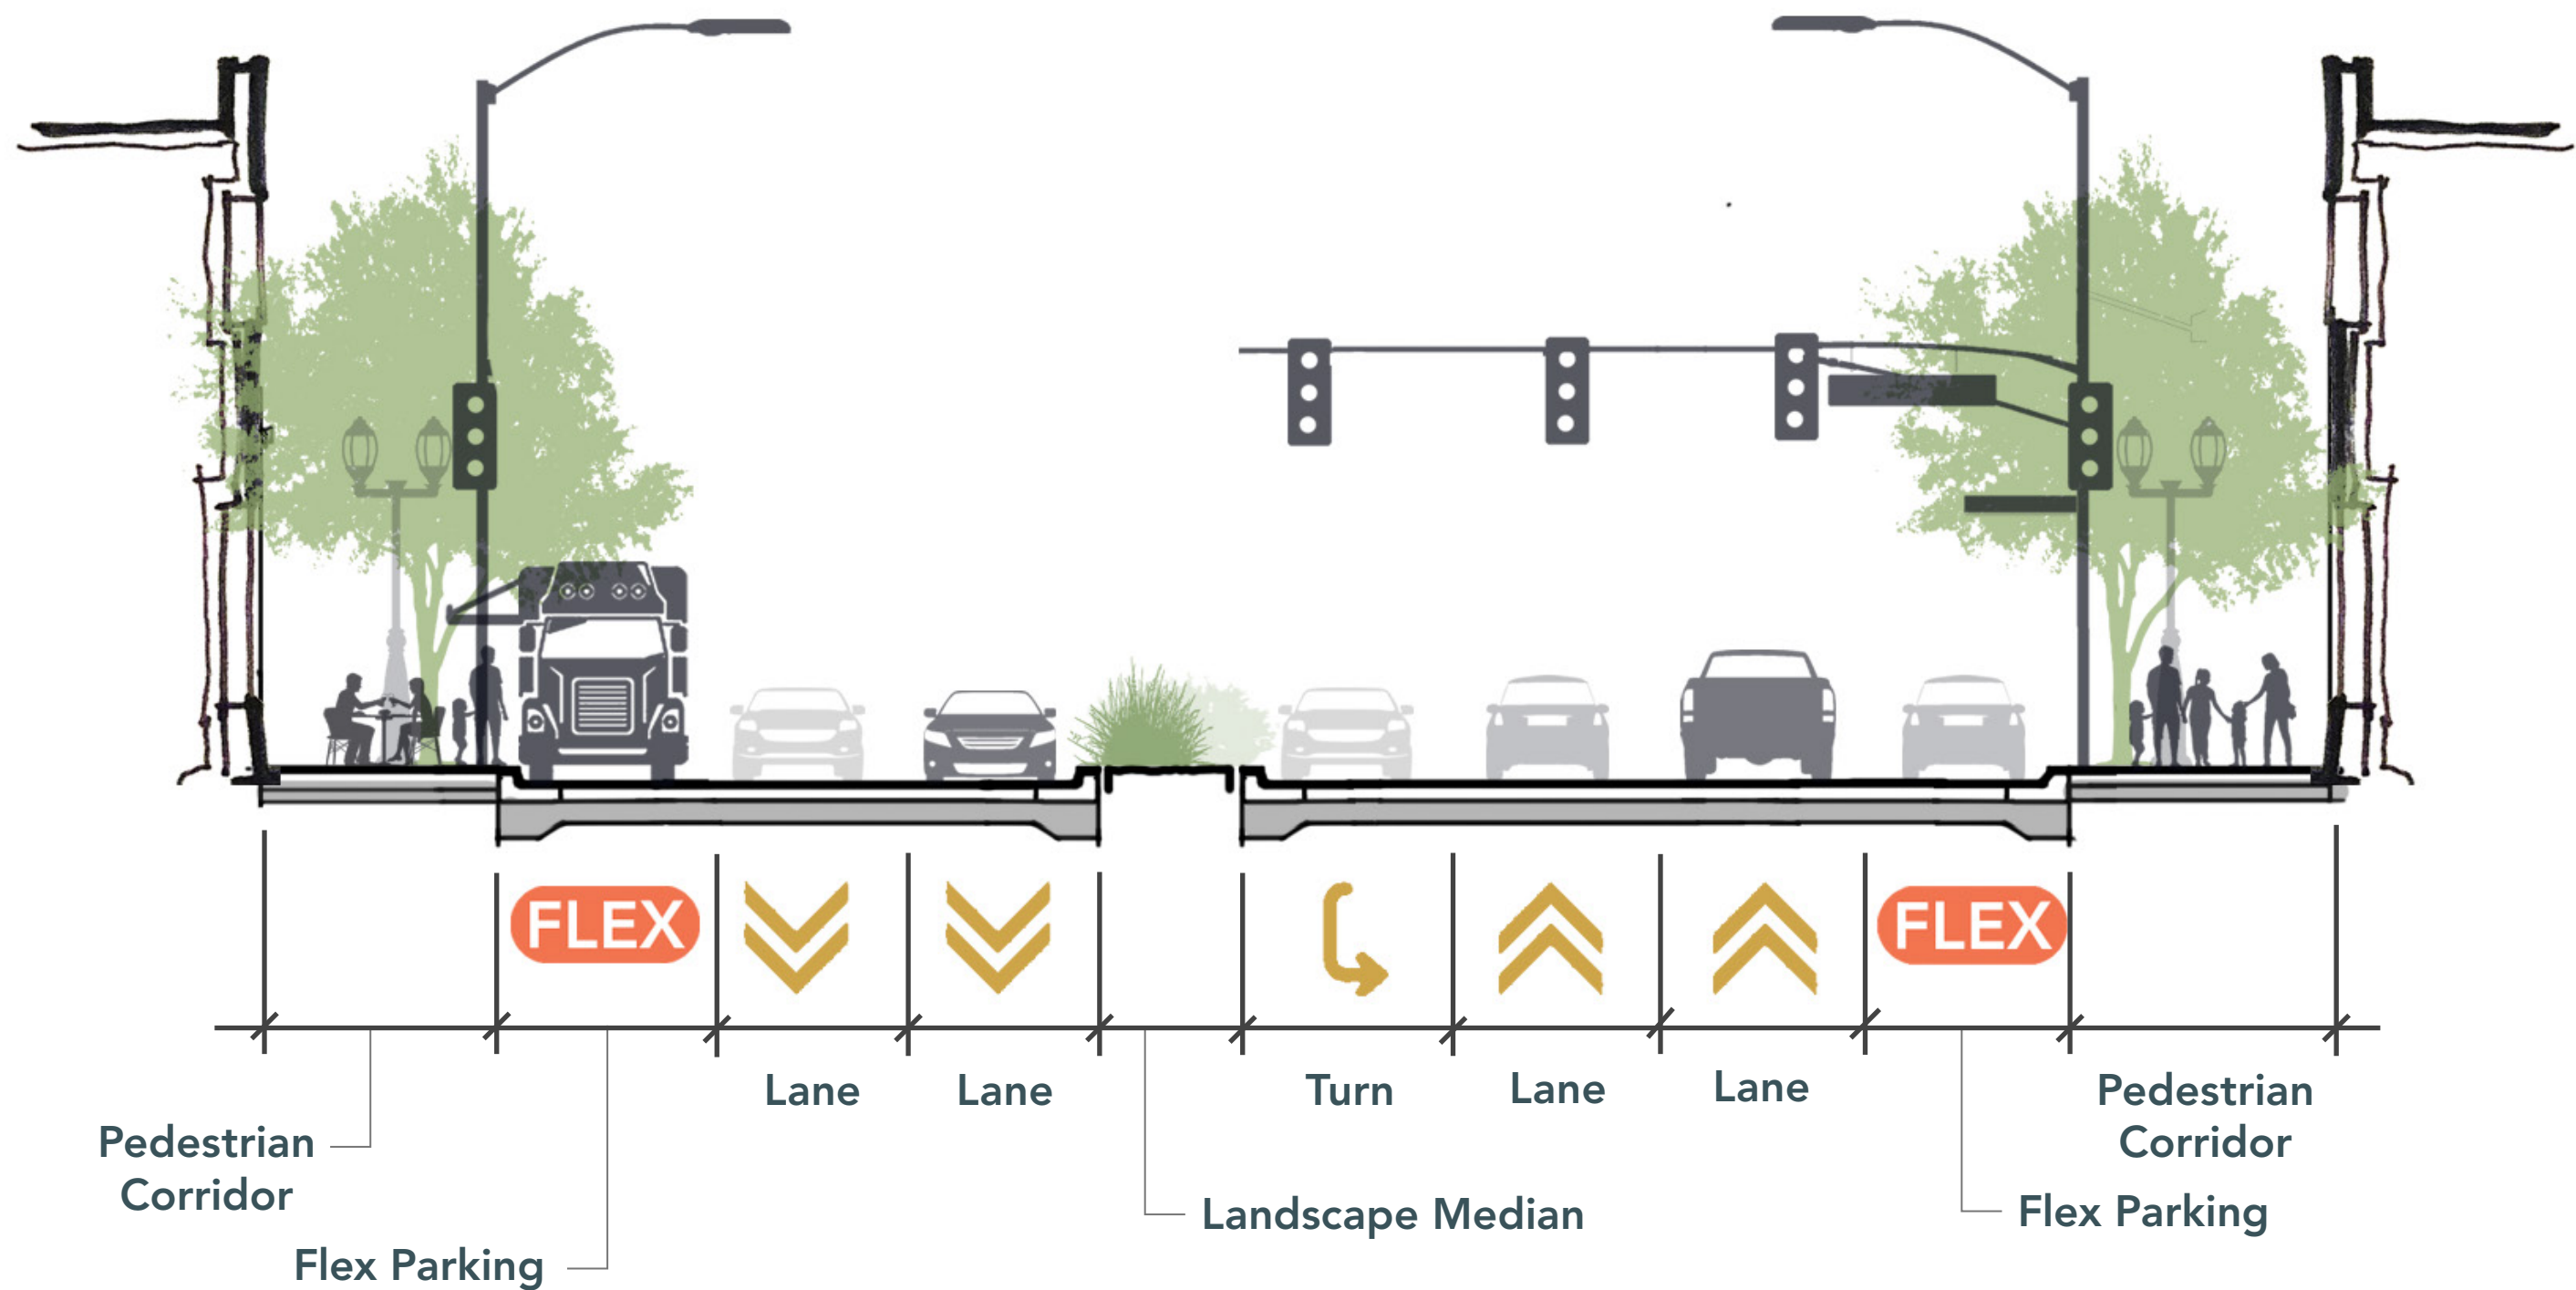 FLEX
FLEX
Lane
Lane
Turn
Lane
Lane
Pedestrian
Corridor
Pedestrian
Corridor
Landscape Median
Flex Parking
Flex Parking